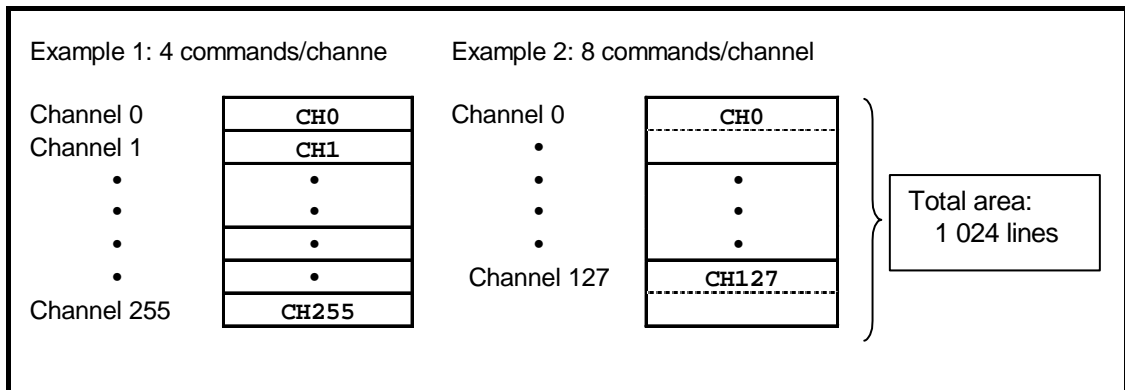 Example 1: 4 commands/channe Example 2: 8 commands/channel
Channel 0 CH0 Channel 0 CH0
Channel 1 CH1 •
• • • •
• • • •
• • • •
• • Channel 127 CH127
Channel 255 CH255
Total area:
1 024 lines